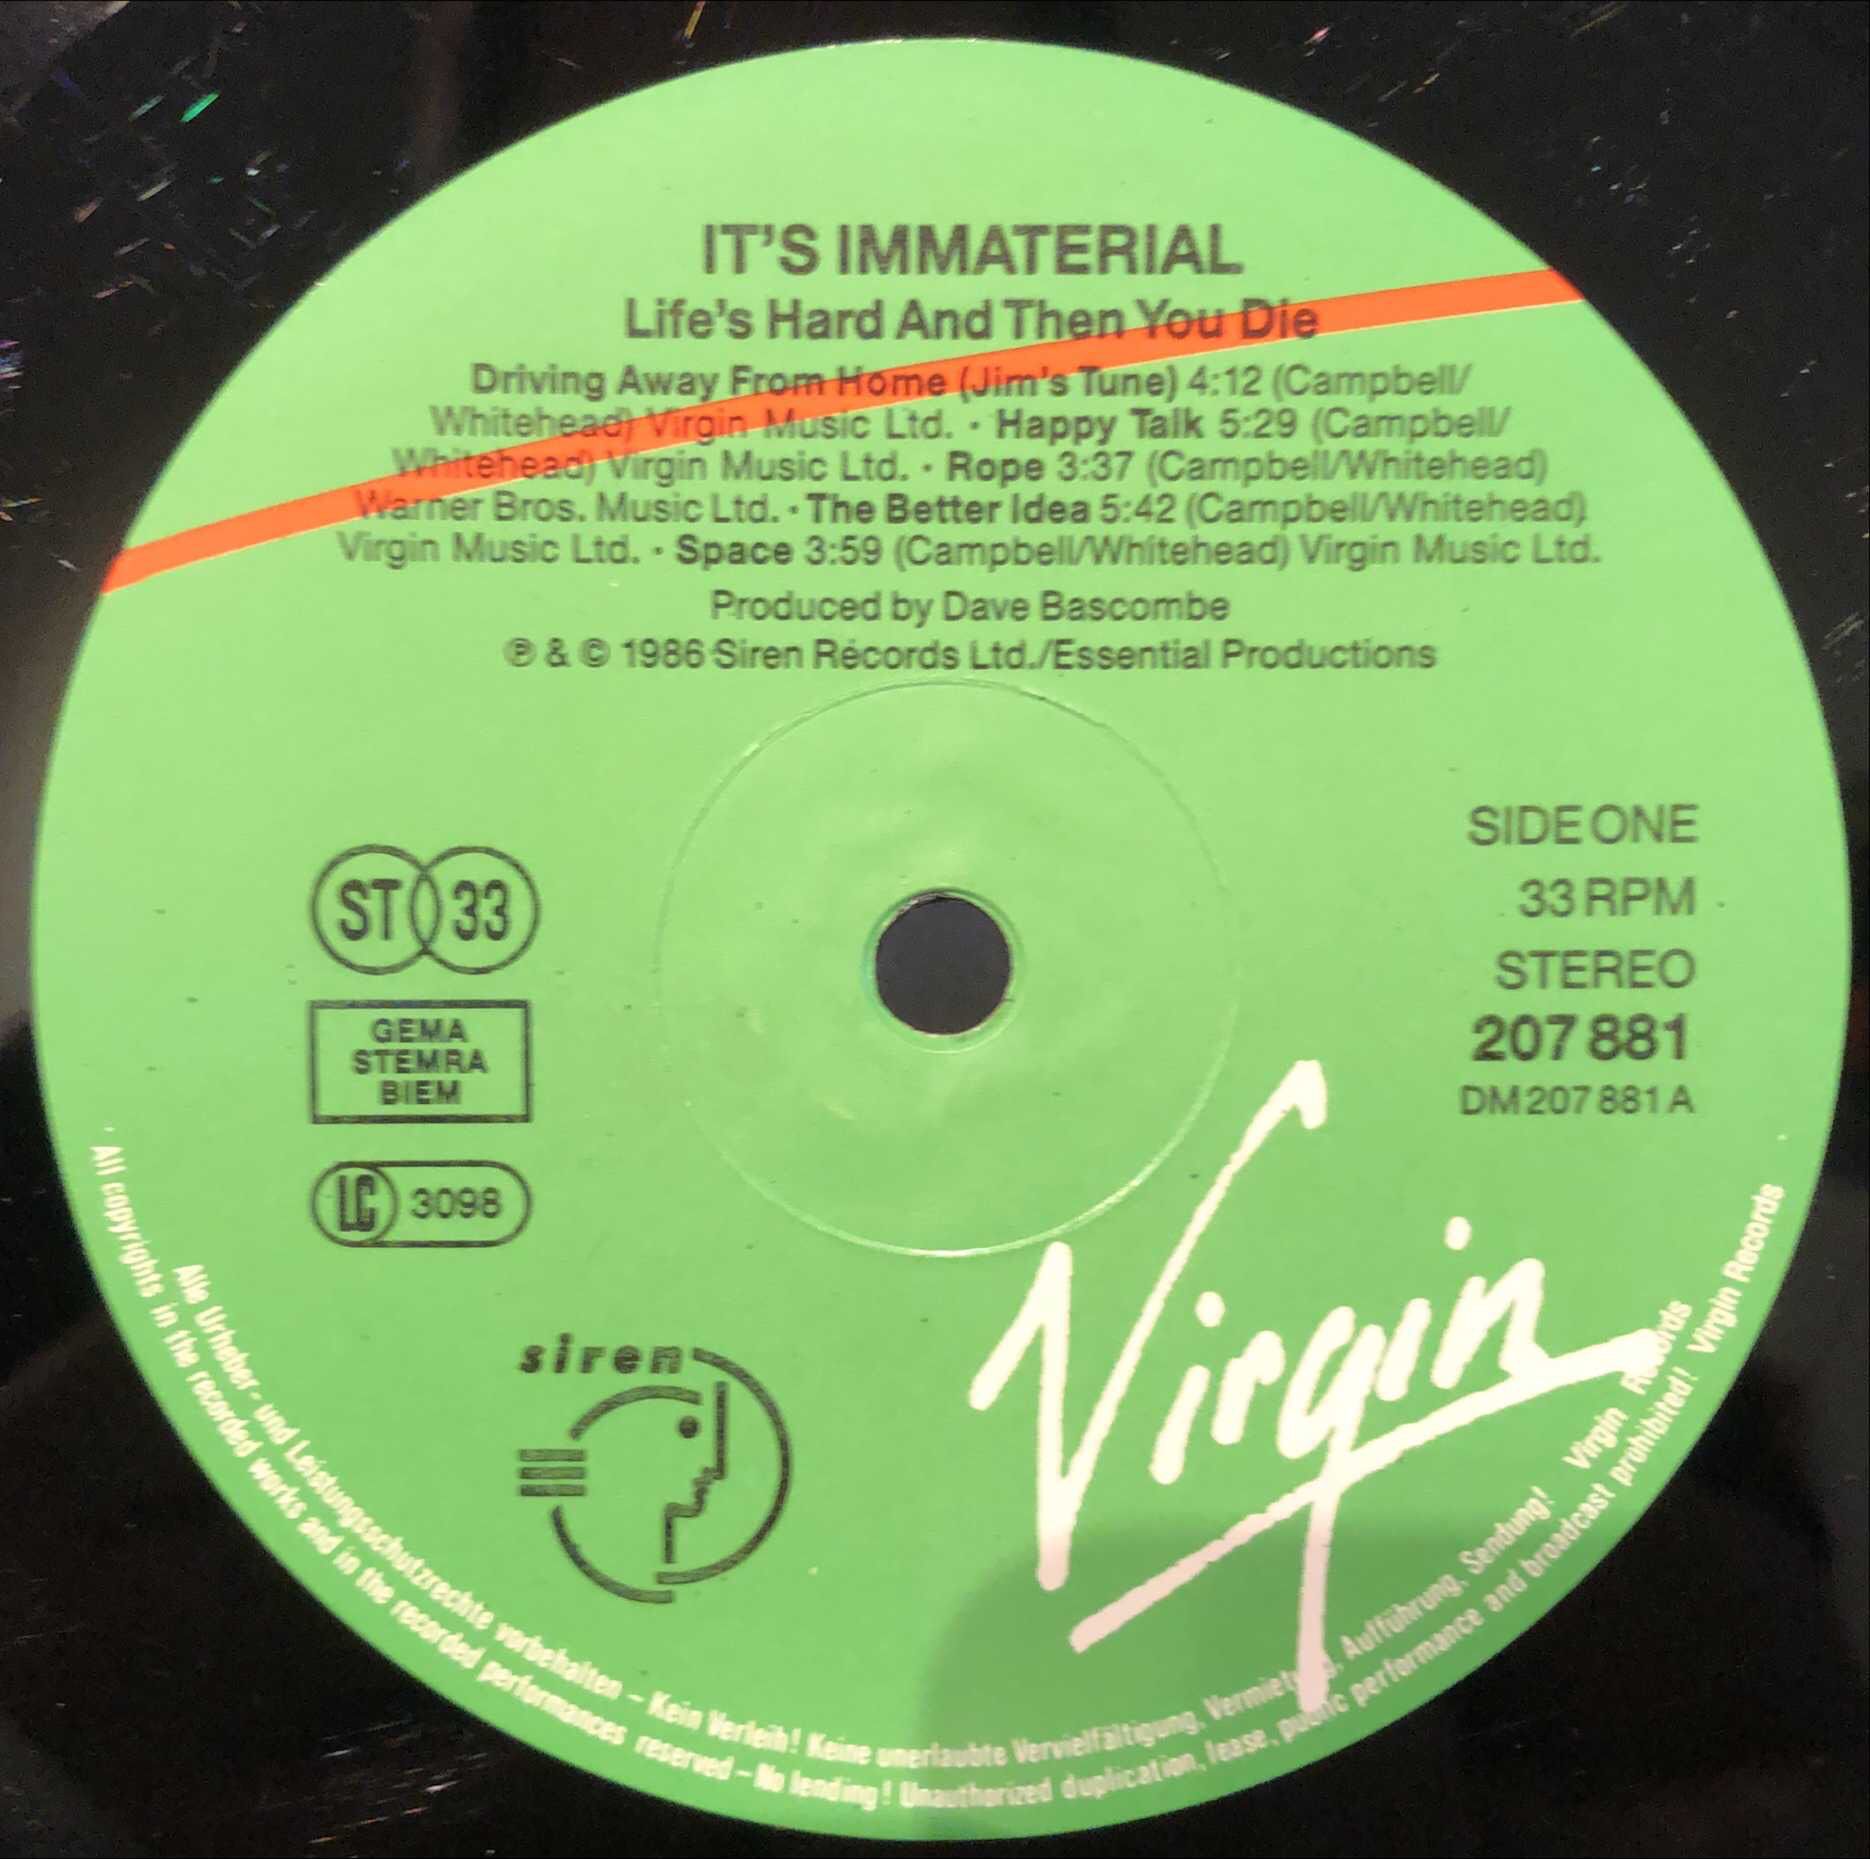 IT'S IMMATERIAL
Life's Hard And Then You Die
Driving Away From Home (Jim's Tune) 4:12 (Campbell/
Whitehead) Virgin Music Ltd. · Happy Talk 5:29 (Campbell/
Whitehead) Virgin Music Ltd. · Rope 3:37 (Campbell/Whitehead)
Warner Bros. Music Ltd. · The Better Idea 5:42 (Campbell/Whitehead)
Virgin Music Ltd. · Space 3:59 (Campbell/Whitehead) Virgin Music Ltd.
Produced by Dave Bascombe
℗ & © 1986 Siren Records Ltd./Essential Productions
ST 33
GEMA
STEMRA
BIEM
LC 3098
SIDE ONE
33 RPM
STEREO
207 881
DM 207 881 A
siren
Virgin
Alle Urheber- und Leistungsschutzrechte vorbehalten – Kein Verleih! Keine unerlaubte Vervielfältigung, Vermietung, Aufführung, Sendung! Virgin Records
All copyrights in the recorded works and in the recorded performances reserved – No lending! Unauthorized duplication, lease, public performance and broadcast prohibited! Virgin Records